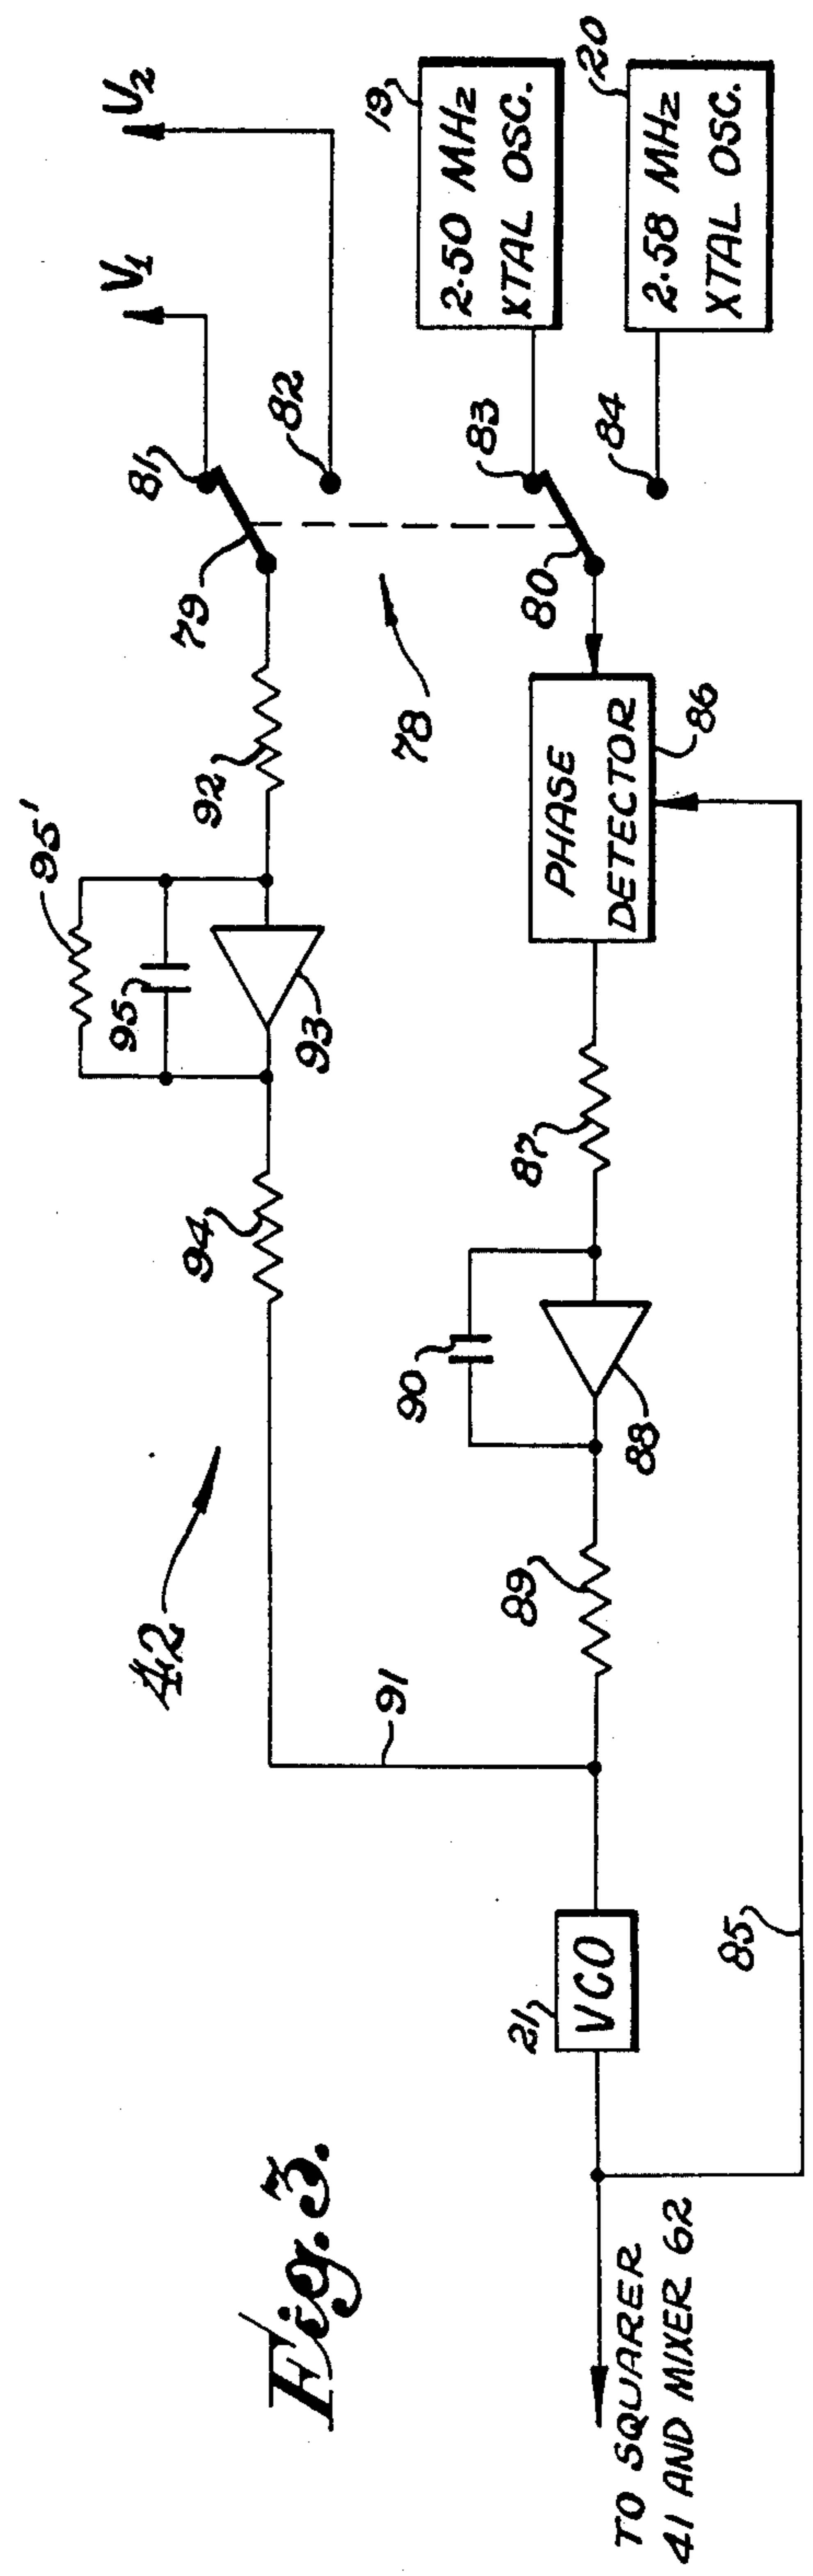 Fig. 3.
42
V1
V2
81
82
79
78
92
95'
95
93
94
91
19
2.50 MHz
XTAL OSC.
20
2.58 MHz
XTAL OSC.
83
84
80
PHASE
DETECTOR
86
87
90
88
89
21
VCO
85
TO SQUARER
41 AND MIXER 62